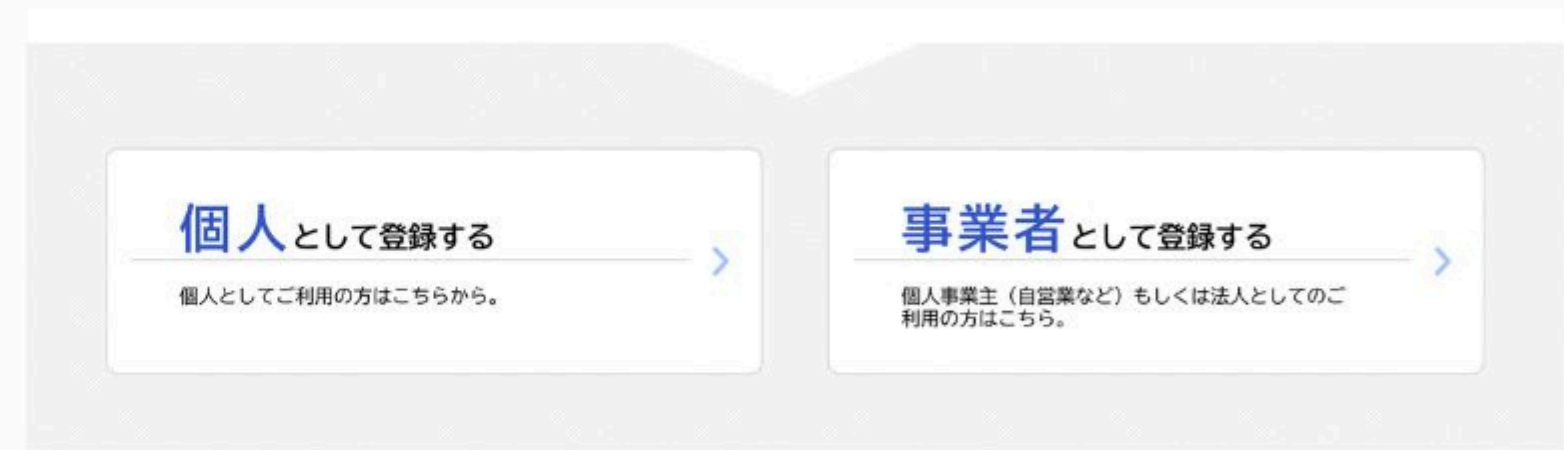 個人として登録する
個人としてご利用の方はこちらから。
事業者として登録する
個人事業主（自営業など）もしくは法人としてのご
利用の方はこちら。